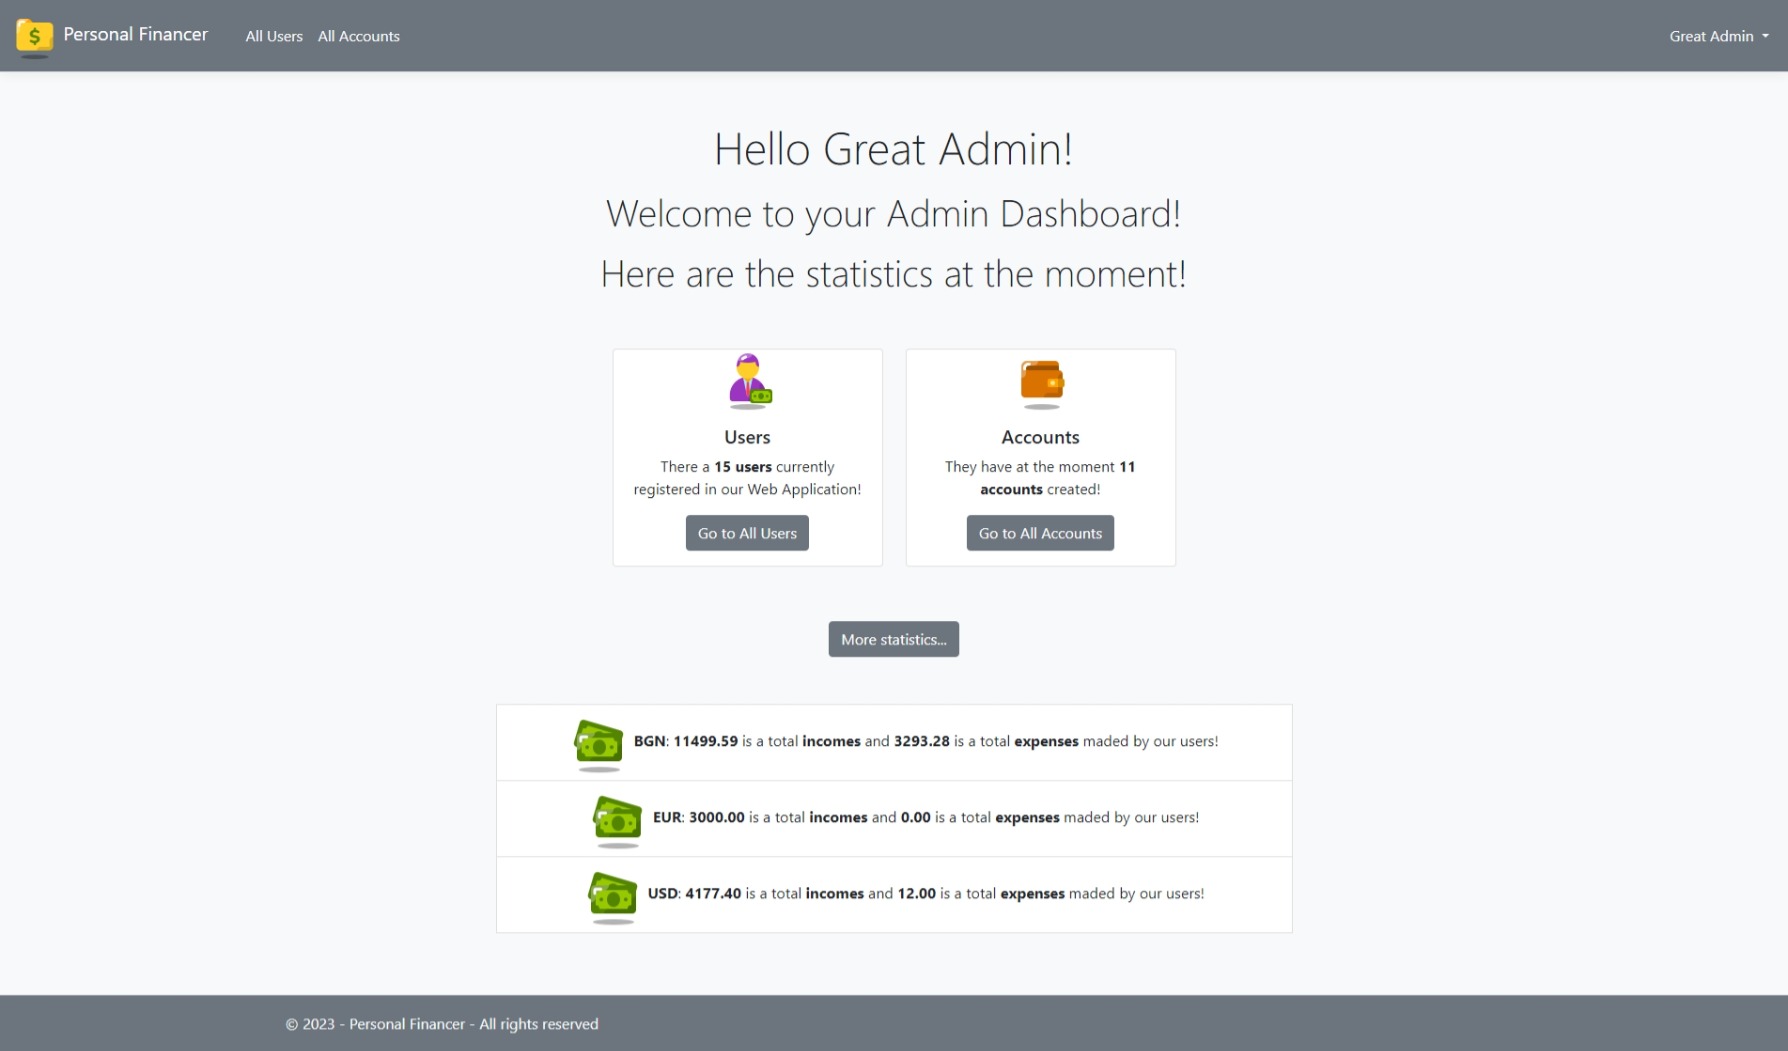 Personal Financer
All Users
All Accounts
Great Admin
Hello Great Admin!
Welcome to your Admin Dashboard!
Here are the statistics at the moment!
Users
There a 15 users currently
registered in our Web Application!
Go to All Users
Accounts
They have at the moment 11
accounts created!
Go to All Accounts
More statistics...
BGN: 11499.59 is a total incomes and 3293.28 is a total expenses maded by our users!
EUR: 3000.00 is a total incomes and 0.00 is a total expenses maded by our users!
USD: 4177.40 is a total incomes and 12.00 is a total expenses maded by our users!
© 2023 - Personal Financer - All rights reserved